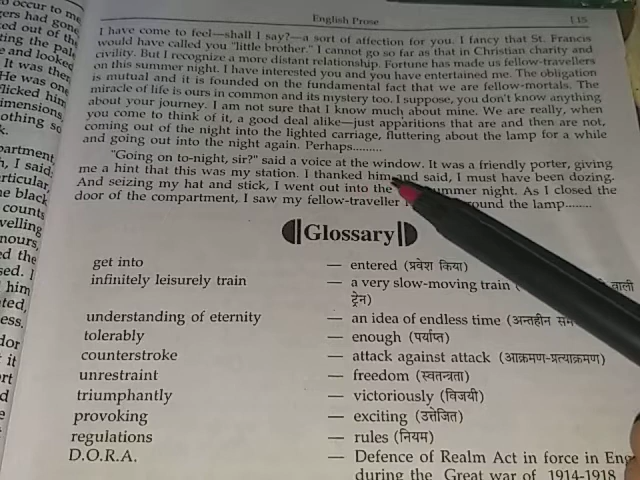 English Prose
| 15
I have come to feel—shall I say?—a sort of affection for you. I fancy that St. Francis
would have called you "little brother." I cannot go so far as that in Christian charity and
civility. But I recognize a more distant relationship. Fortune has made us fellow-travellers
on this summer night. I have interested you and you have entertained me. The obligation
is mutual and it is founded on the fundamental fact that we are fellow-mortals. The
miracle of life is ours in common and its mystery too. I suppose, you don't know anything
about your journey. I am not sure that I know much about mine. We are really, when
you come to think of it, a good deal alike—just apparitions that are and then are not,
coming out of the night into the lighted carriage, fluttering about the lamp for a while
and going out into the night again. Perhaps.........
"Going on to-night, sir?" said a voice at the window. It was a friendly porter, giving
me a hint that this was my station. I thanked him and said, I must have been dozing.
And seizing my hat and stick, I went out into the summer night. As I closed the
door of the compartment, I saw my fellow-traveller round the lamp........
Glossary
get into — entered (प्रवेश किया)
infinitely leisurely train — a very slow-moving train ( वाली
ट्रेन)
understanding of eternity — an idea of endless time (अन्तहीन
tolerably — enough (पर्याप्त)
counterstroke — attack against attack (आक्रमण-प्रत्याक्रमण)
unrestraint — freedom (स्वतन्त्रता)
triumphantly — victoriously (विजयी)
provoking — exciting (उत्तेजित)
regulations — rules (नियम)
D.O.R.A. — Defence of Realm Act in force in Eng
during the Great war of 1914-1918